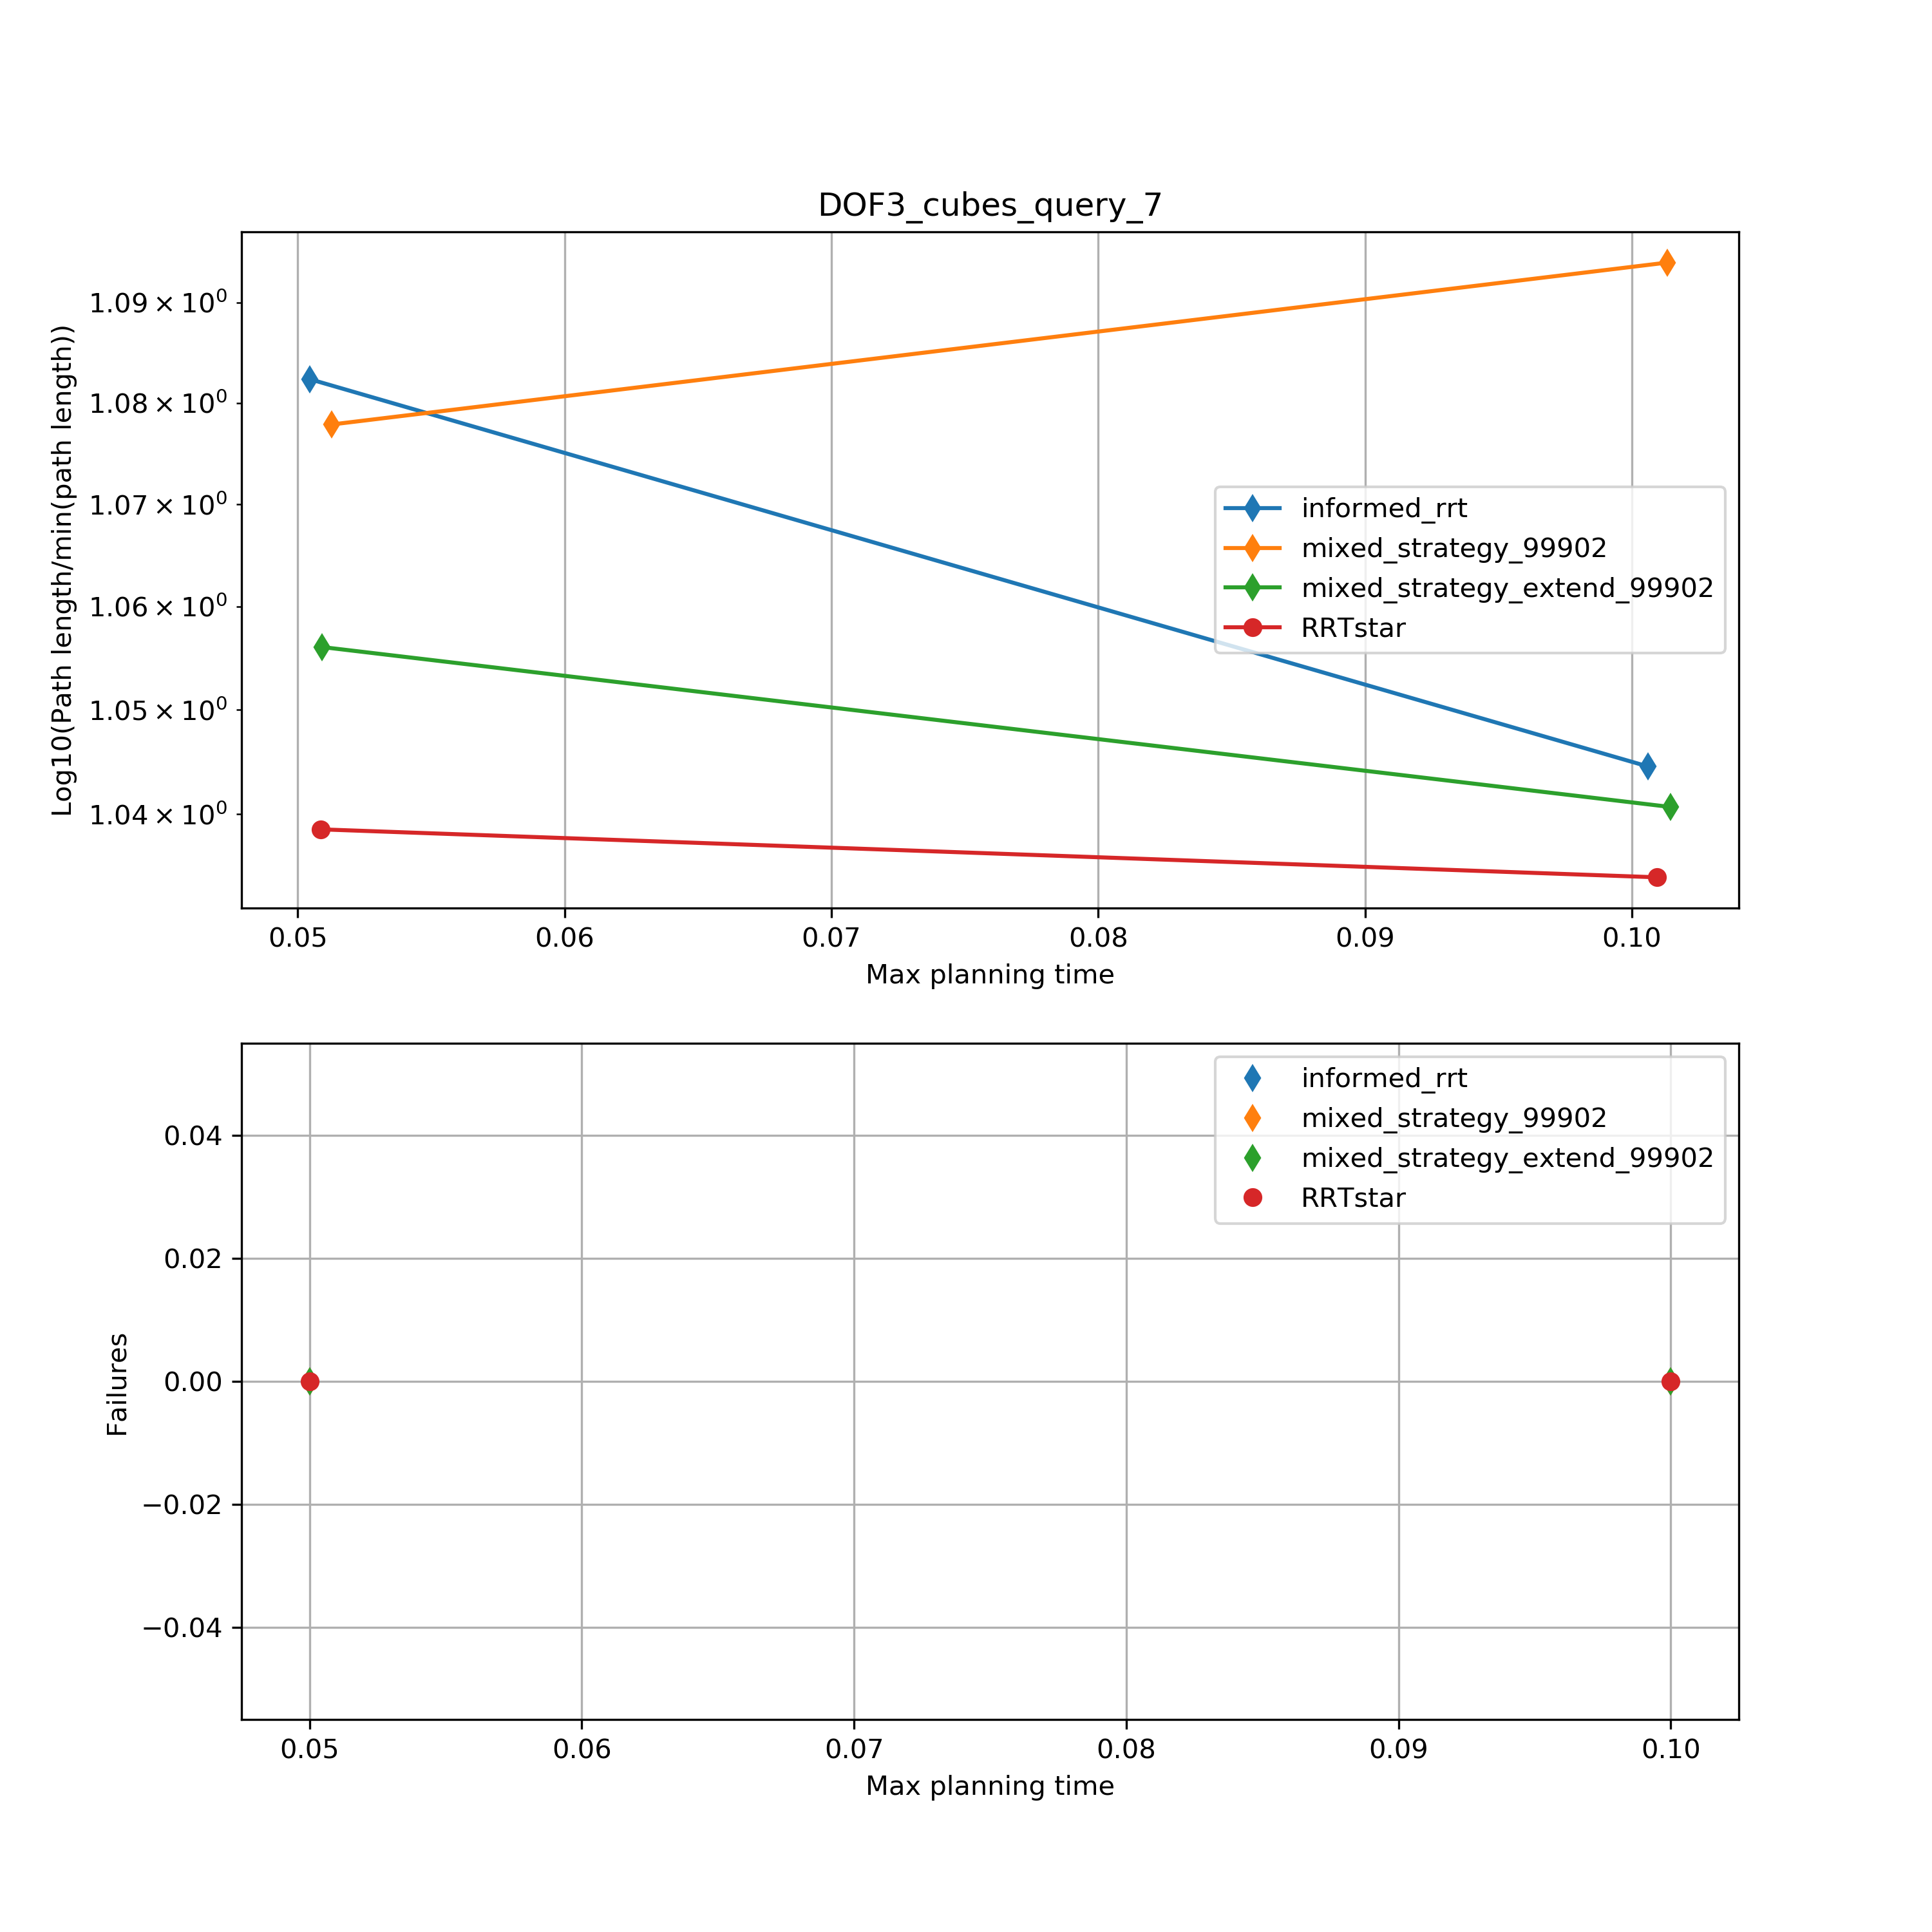 DOF3_cubes_query_7
Log10(Path length/min(path length))
1.09 × 10⁰
1.08 × 10⁰
1.07 × 10⁰
1.06 × 10⁰
1.05 × 10⁰
1.04 × 10⁰
informed_rrt
mixed_strategy_99902
mixed_strategy_extend_99902
RRTstar
0.05 0.06 0.07 0.08 0.09 0.10
Max planning time
Failures
0.04
0.02
0.00
−0.02
−0.04
informed_rrt
mixed_strategy_99902
mixed_strategy_extend_99902
RRTstar
0.05 0.06 0.07 0.08 0.09 0.10
Max planning time